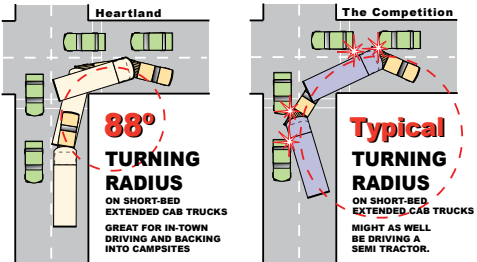 Heartland
88º
TURNING
RADIUS
ON SHORT-BED
EXTENDED CAB TRUCKS
GREAT FOR IN-TOWN
DRIVING AND BACKING
INTO CAMPSITES
The Competition
Typical
TURNING
RADIUS
ON SHORT-BED
EXTENDED CAB TRUCKS
MIGHT AS WELL
BE DRIVING A
SEMI TRACTOR.